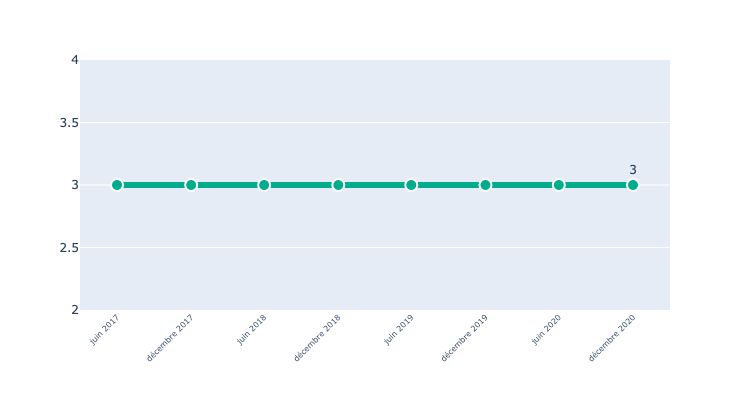 4
3.5
3
3
2.5
2
juin 2017
décembre 2017
juin 2018
décembre 2018
juin 2019
décembre 2019
juin 2020
décembre 2020